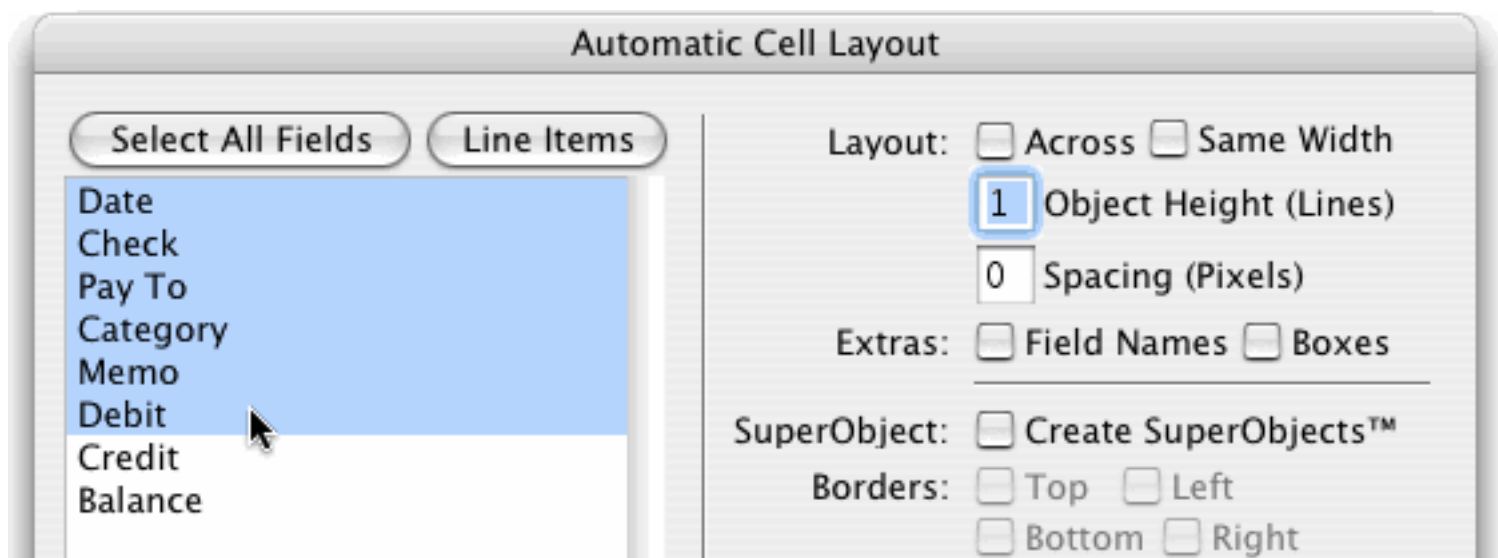 Automatic Cell Layout
Select All Fields
Line Items
Date
Check
Pay To
Category
Memo
Debit
Credit
Balance
Layout: Across Same Width
1 Object Height (Lines)
0 Spacing (Pixels)
Extras: Field Names Boxes
SuperObject: Create SuperObjects™
Borders: Top Left
Bottom Right